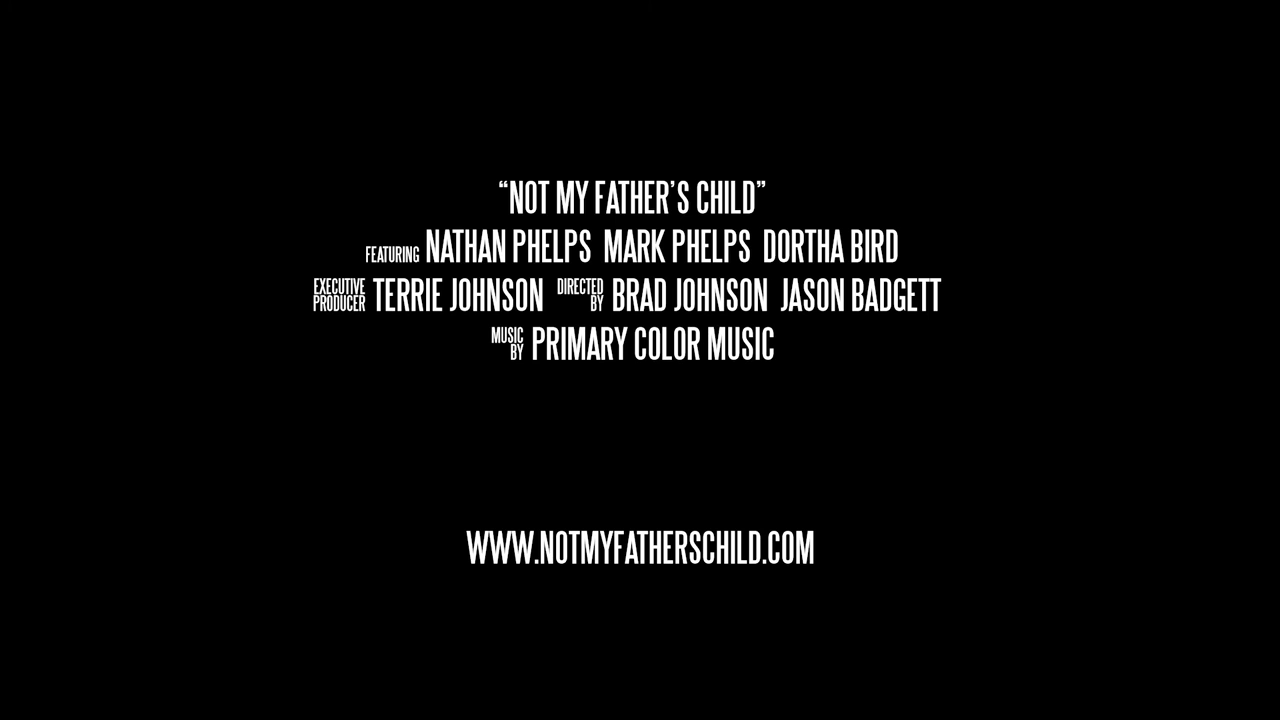 “NOT MY FATHER’S CHILD”
FEATURING NATHAN PHELPS MARK PHELPS DORTHA BIRD
EXECUTIVE PRODUCER TERRIE JOHNSON DIRECTED BY BRAD JOHNSON JASON BADGETT
MUSIC BY PRIMARY COLOR MUSIC
WWW.NOTMYFATHERSCHILD.COM